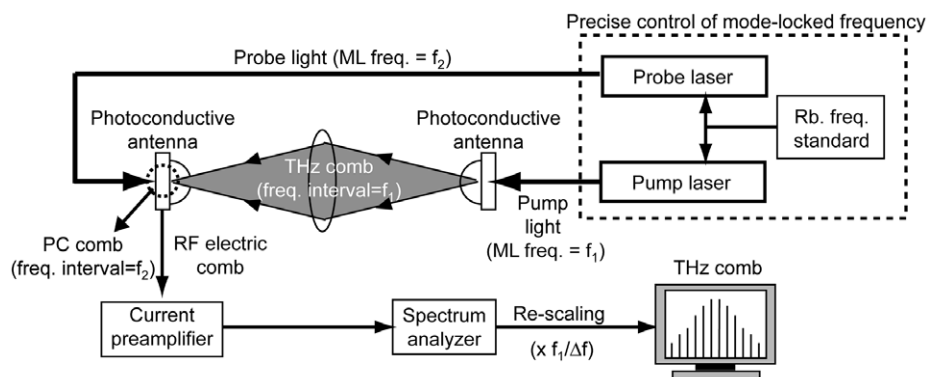 Precise control of mode-locked frequency
Probe light (ML freq. = f₂)
Probe laser
Rb. freq.
standard
Pump laser
Photoconductive
antenna
Photoconductive
antenna
THz comb
(freq. interval=f₁)
Pump
light
(ML freq. = f₁)
PC comb
(freq. interval=f₂)
RF electric
comb
THz comb
Current
preamplifier
Spectrum
analyzer
Re-scaling
(x f₁/Δf)